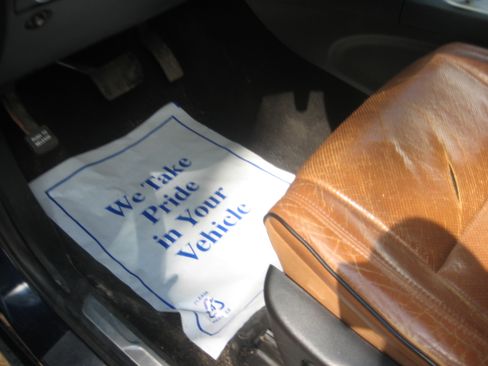 We Take
Pride
in Your
Vehicle